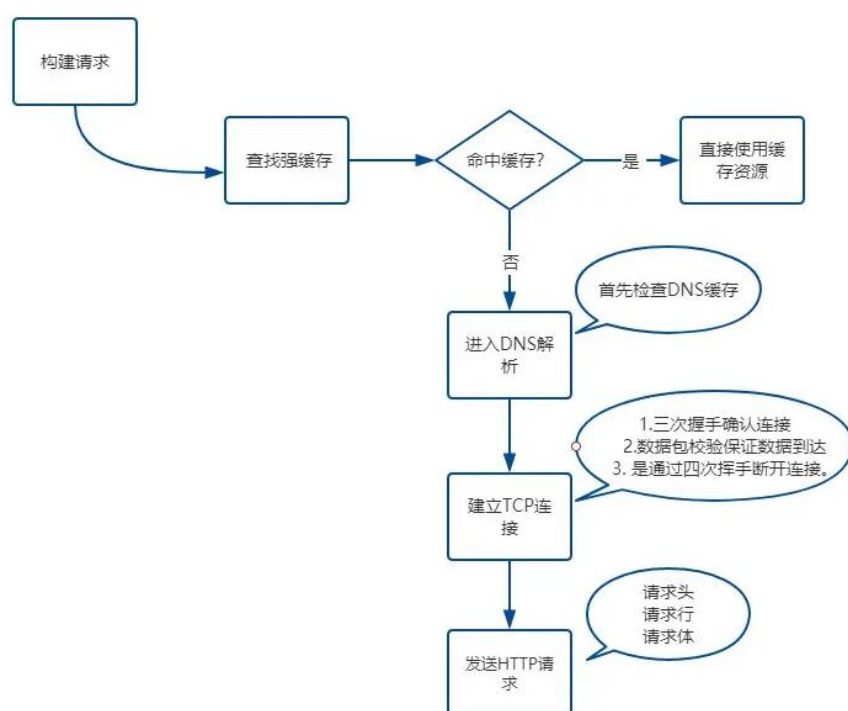 构建请求
查找强缓存
命中缓存?
是
直接使用缓
存资源
否
首先检查DNS缓存
进入DNS解
析
1.三次握手确认连接
2.数据包校验保证数据到达
3. 是通过四次挥手断开连接。
建立TCP连
接
请求头
请求行
请求体
发送HTTP请
求